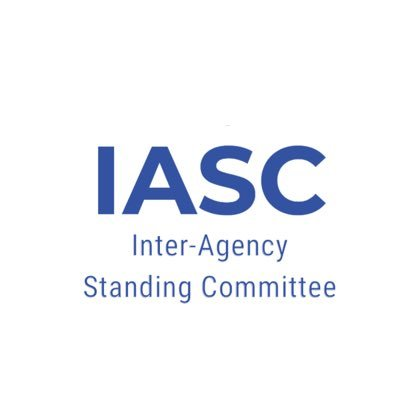 IASC
Inter-Agency
Standing Committee